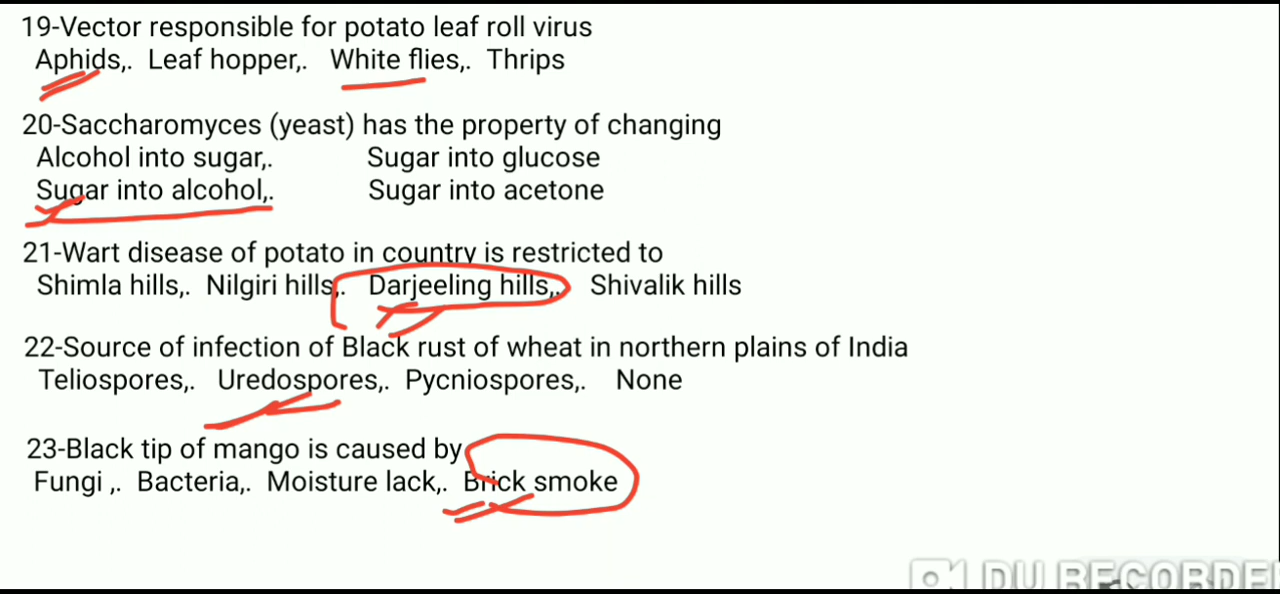 19-Vector responsible for potato leaf roll virus
Aphids,. Leaf hopper,. White flies,. Thrips
20-Saccharomyces (yeast) has the property of changing
Alcohol into sugar,. Sugar into glucose
Sugar into alcohol,. Sugar into acetone
21-Wart disease of potato in country is restricted to
Shimla hills,. Nilgiri hills,. Darjeeling hills,. Shivalik hills
22-Source of infection of Black rust of wheat in northern plains of India
Teliospores,. Uredospores,. Pycniospores,. None
23-Black tip of mango is caused by
Fungi ,. Bacteria,. Moisture lack,. Brick smoke
DU RECORDER